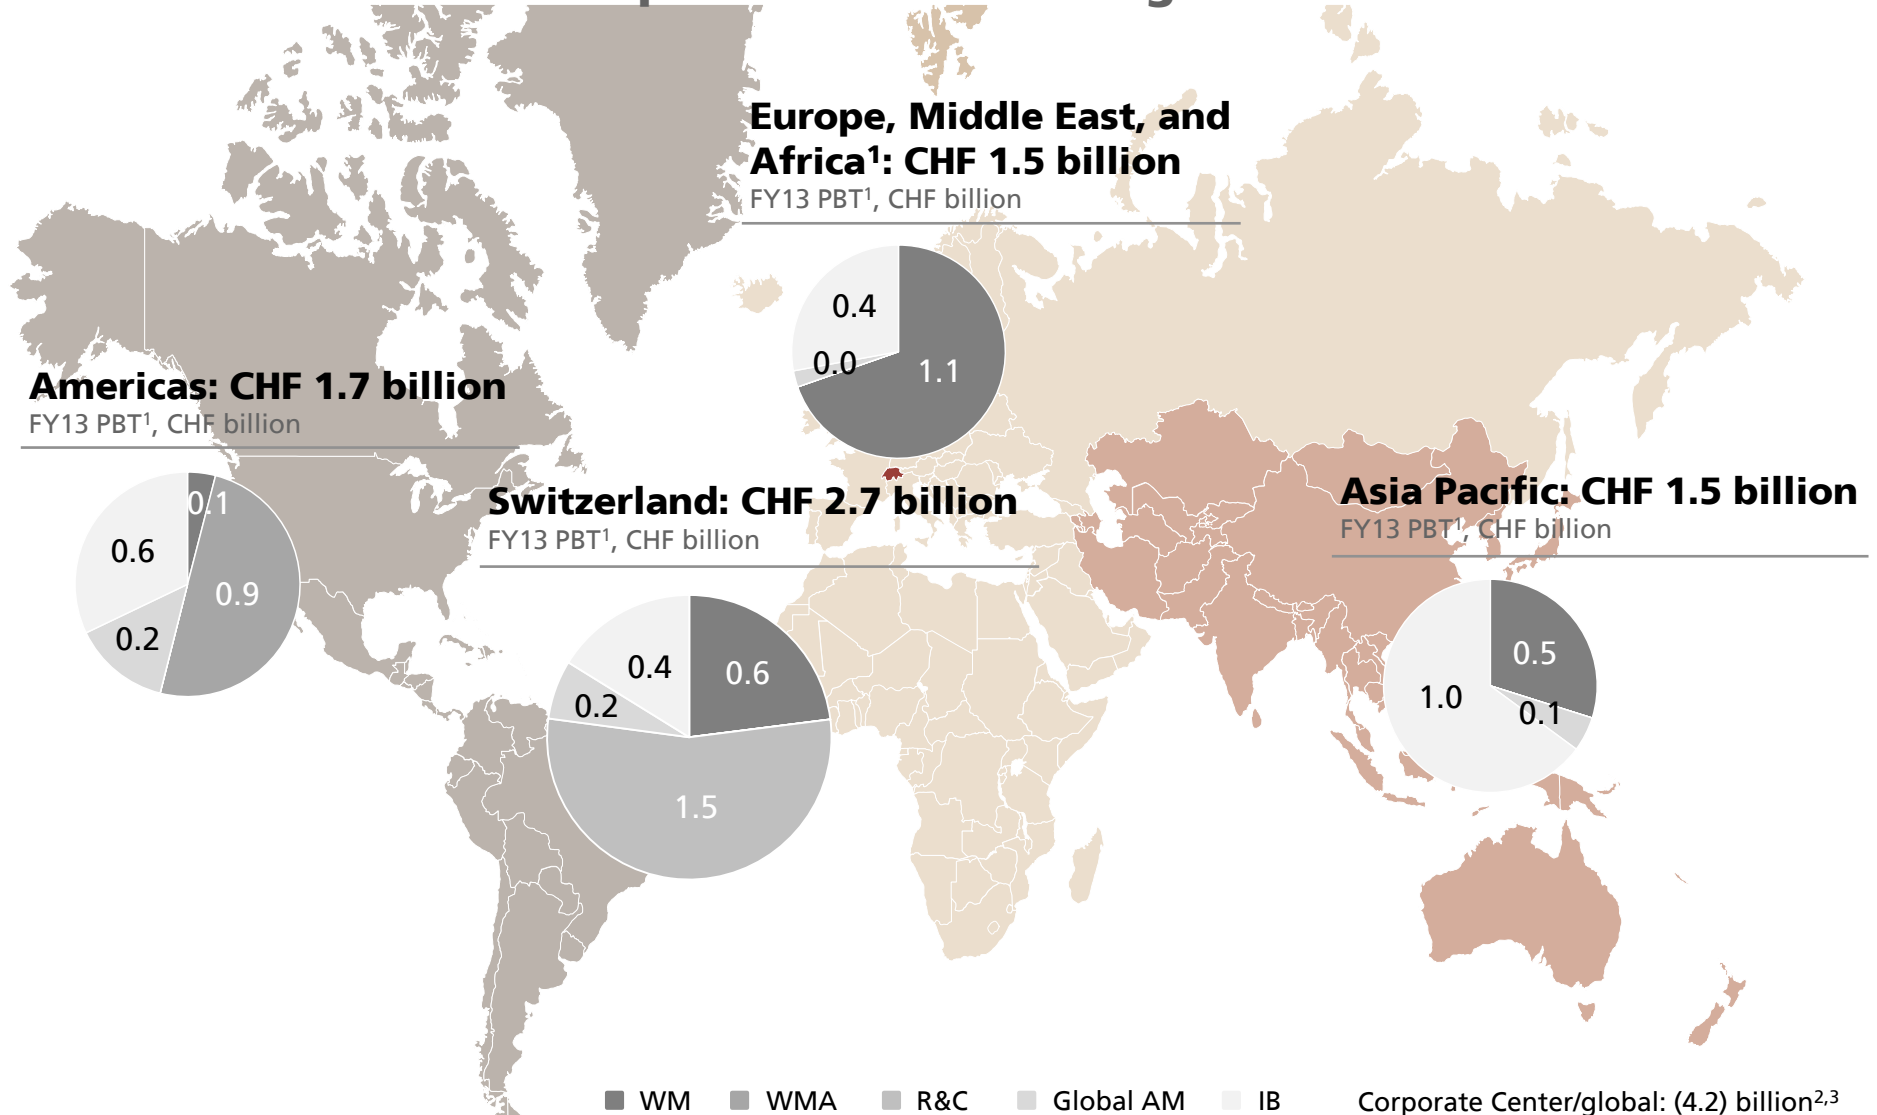 Europe, Middle East, and
Africa¹: CHF 1.5 billion
FY13 PBT¹, CHF billion
0.4
0.0
1.1
Americas: CHF 1.7 billion
FY13 PBT¹, CHF billion
0.1
0.6
0.9
0.2
Switzerland: CHF 2.7 billion
FY13 PBT¹, CHF billion
0.4
0.6
0.2
1.5
Asia Pacific: CHF 1.5 billion
FY13 PBT¹, CHF billion
0.5
1.0
0.1
WM WMA R&C Global AM IB
Corporate Center/global: (4.2) billion²,³